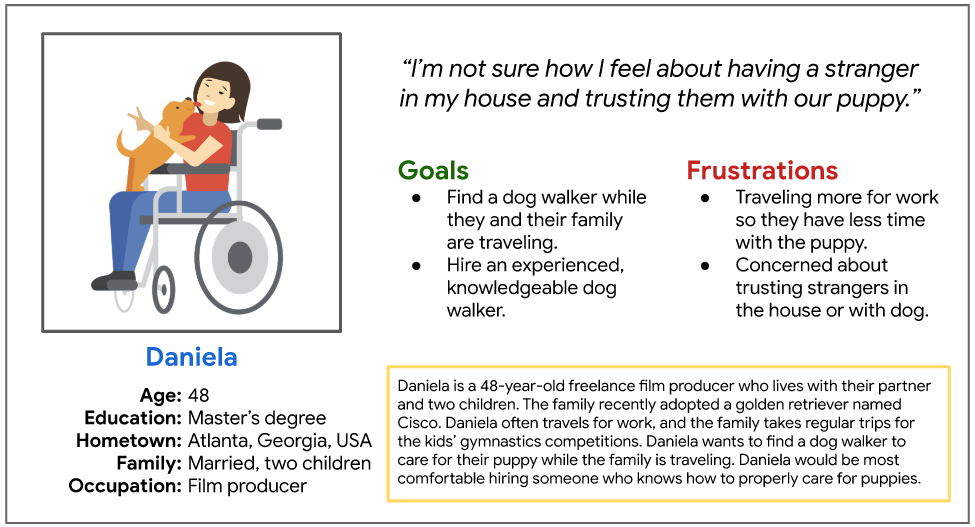 “I’m not sure how I feel about having a stranger
in my house and trusting them with our puppy.”
Goals
● Find a dog walker while
they and their family
are traveling.
● Hire an experienced,
knowledgeable dog
walker.
Frustrations
● Traveling more for work
so they have less time
with the puppy.
● Concerned about
trusting strangers in
the house or with dog.
Daniela
Age: 48
Education: Master’s degree
Hometown: Atlanta, Georgia, USA
Family: Married, two children
Occupation: Film producer
Daniela is a 48-year-old freelance film producer who lives with their partner
and two children. The family recently adopted a golden retriever named
Cisco. Daniela often travels for work, and the family takes regular trips for
the kids’ gymnastics competitions. Daniela wants to find a dog walker to
care for their puppy while the family is traveling. Daniela would be most
comfortable hiring someone who knows how to properly care for puppies.